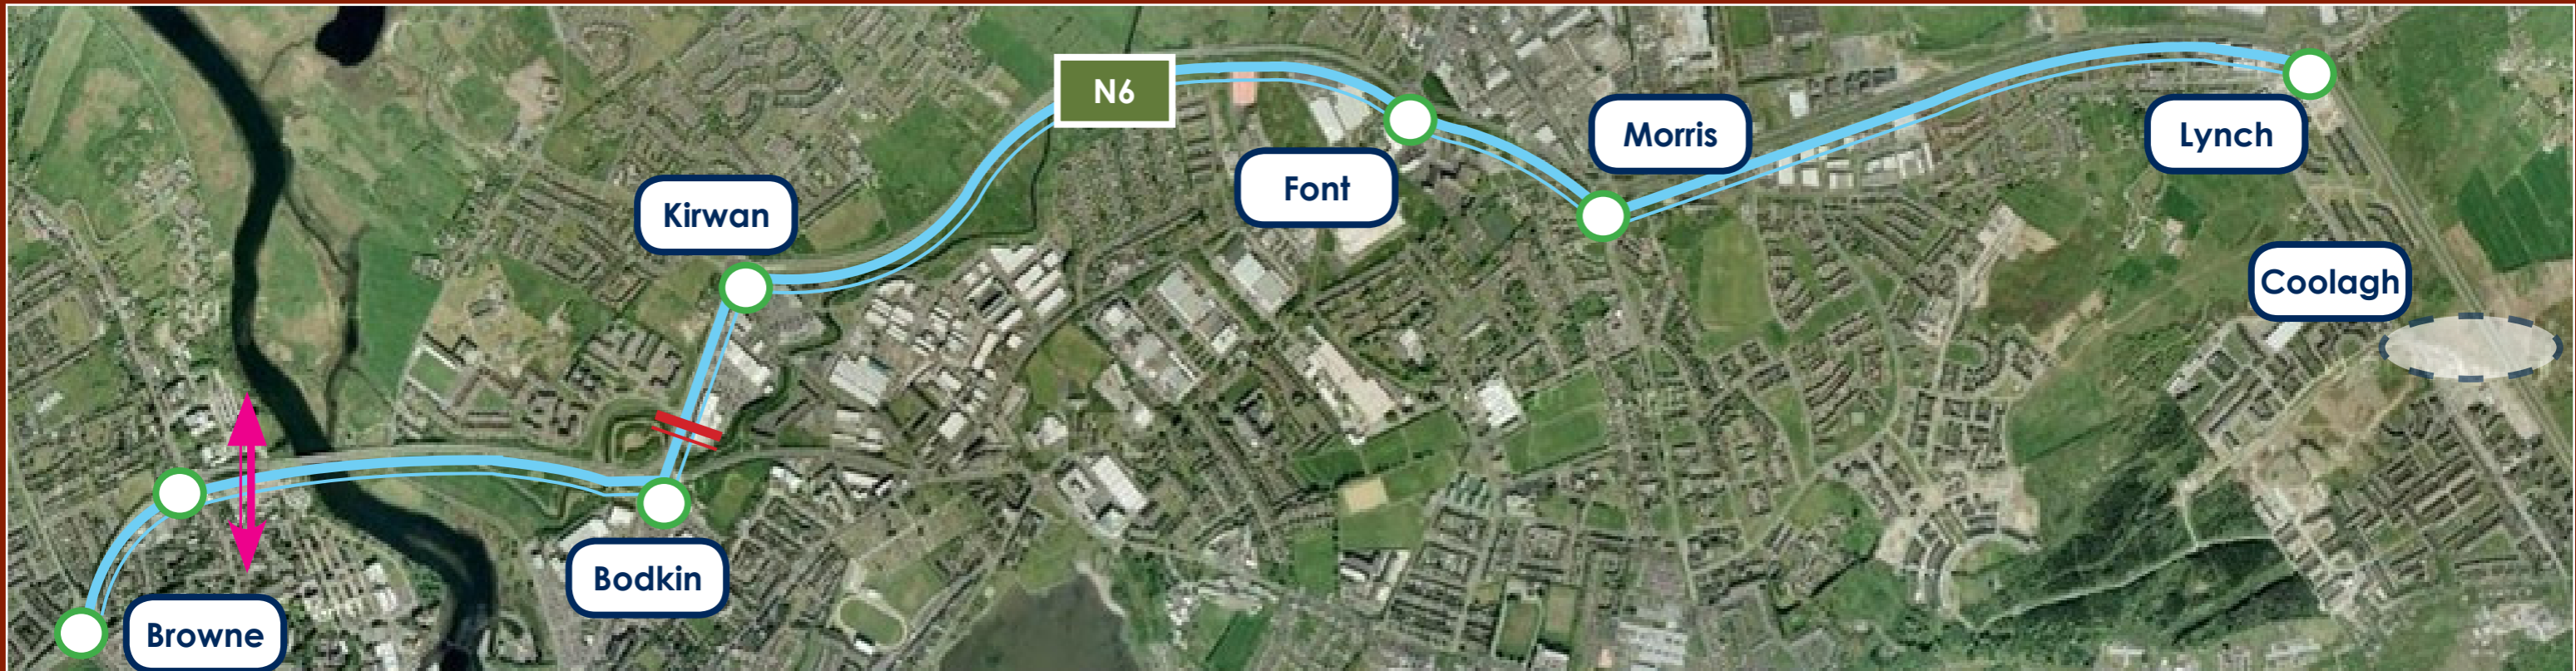 N6
Morris
Lynch
Font
Kirwan
Coolagh
Bodkin
Browne